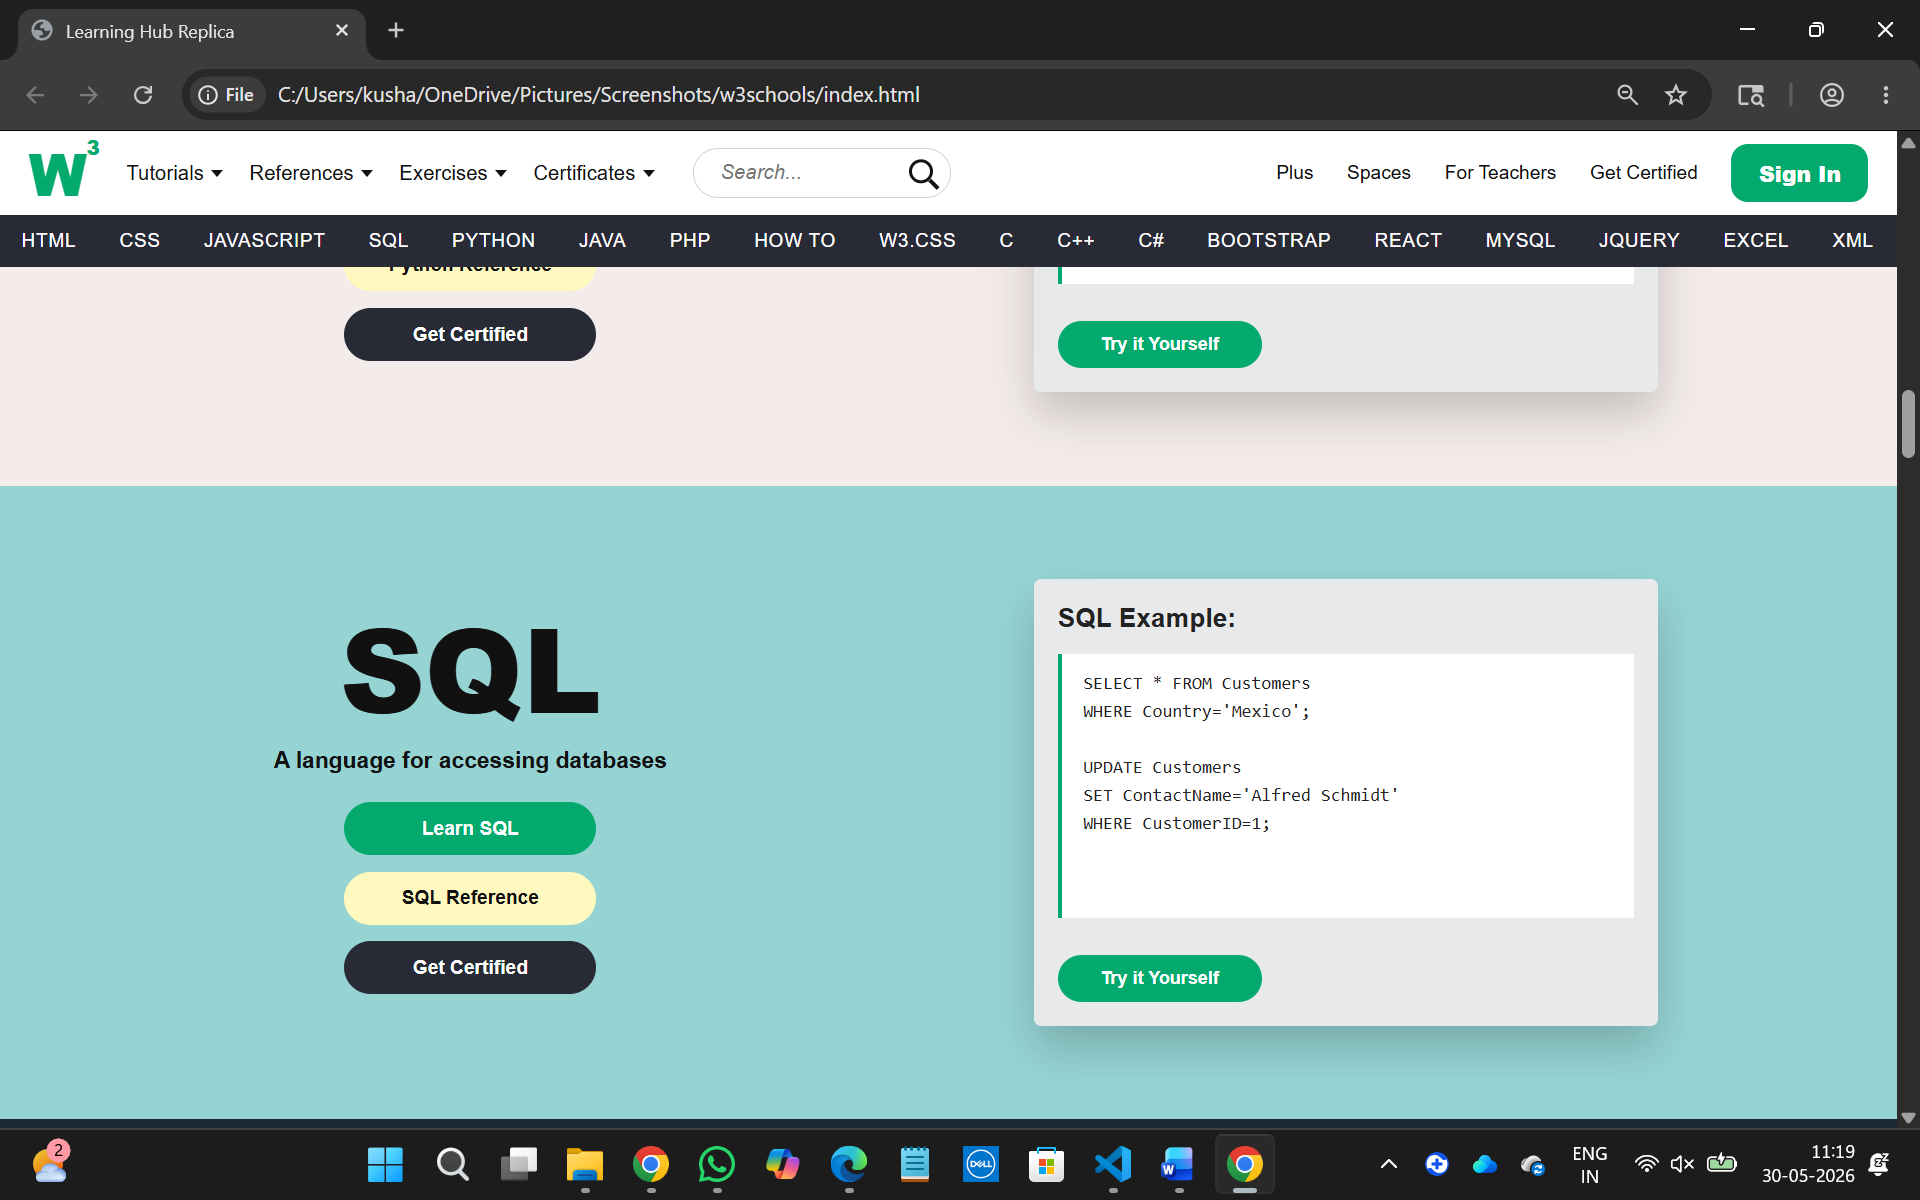 Learning Hub Replica
File C:/Users/kusha/OneDrive/Pictures/Screenshots/w3schools/index.html
W3 Tutorials References Exercises Certificates Search... Plus Spaces For Teachers Get Certified Sign In
HTML CSS JAVASCRIPT SQL PYTHON JAVA PHP HOW TO W3.CSS C C++ C# BOOTSTRAP REACT MYSQL JQUERY EXCEL XML
Python Reference
Get Certified
Try it Yourself
SQL
A language for accessing databases
Learn SQL
SQL Reference
Get Certified
SQL Example:
SELECT * FROM Customers
WHERE Country='Mexico';
UPDATE Customers
SET ContactName='Alfred Schmidt'
WHERE CustomerID=1;
Try it Yourself
2
DELL
W
ENG
IN
11:19
30-05-2026